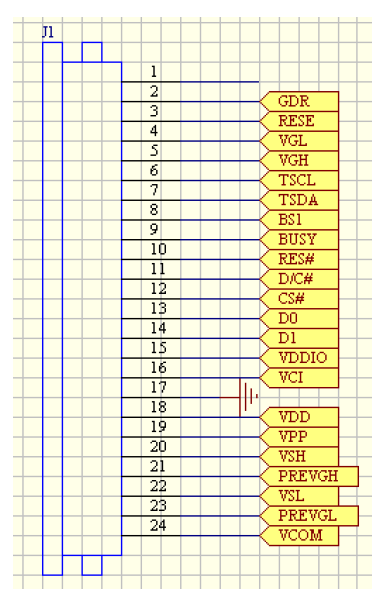 J1
1
2 GDR
3 RESE
4 VGL
5 VGH
6 TSCL
7 TSDA
8 BS1
9 BUSY
10 RES#
11 D/C#
12 CS#
13 D0
14 D1
15 VDDIO
16 VCI
17
18 VDD
19 VPP
20 VSH
21 PREVGH
22 VSL
23 PREVGL
24 VCOM